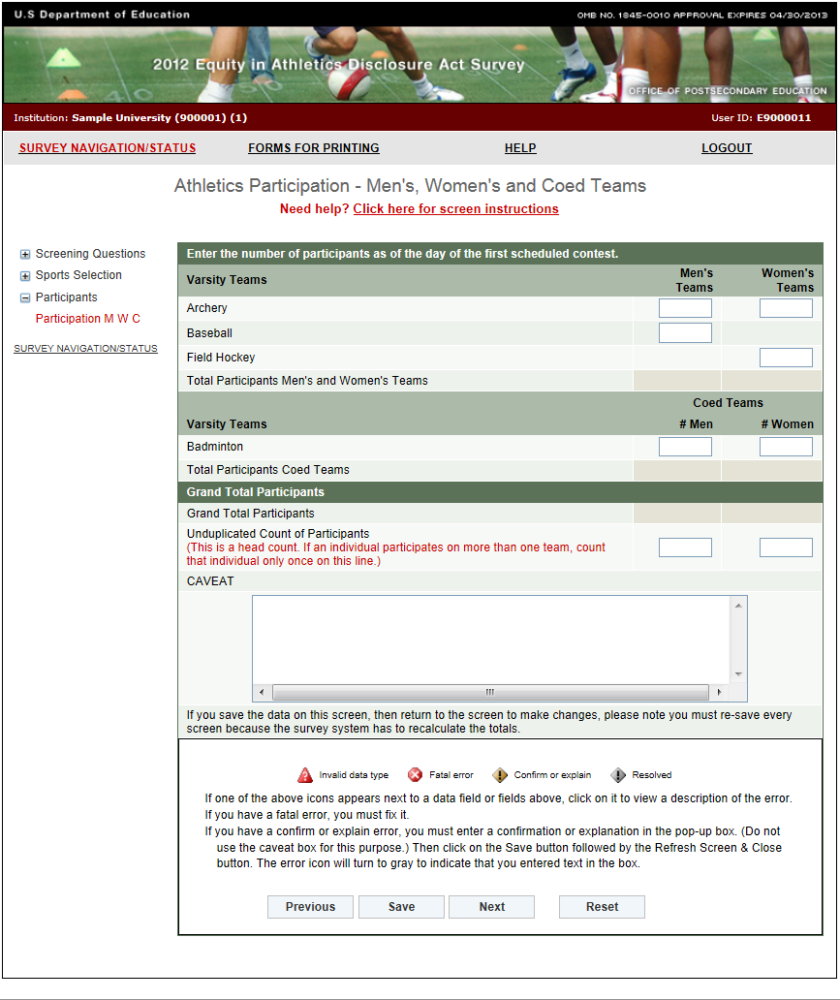 U.S Department of Education
OMB NO. 1845-0010 APPROVAL EXPIRES 04/30/2013
2012 Equity in Athletics Disclosure Act Survey
OFFICE OF POSTSECONDARY EDUCATION
Institution: Sample University (900001) (1)
User ID: E9000011
SURVEY NAVIGATION/STATUS
FORMS FOR PRINTING
HELP
LOGOUT
Athletics Participation - Men's, Women's and Coed Teams
Need help? Click here for screen instructions
Screening Questions
Sports Selection
Participants
Participation M W C
SURVEY NAVIGATION/STATUS
Enter the number of participants as of the day of the first scheduled contest.
Varsity Teams
Men's
Teams
Women's
Teams
Archery
Baseball
Field Hockey
Total Participants Men's and Women's Teams
Coed Teams
Varsity Teams
# Men
# Women
Badminton
Total Participants Coed Teams
Grand Total Participants
Grand Total Participants
Unduplicated Count of Participants
(This is a head count. If an individual participates on more than one team, count
that individual only once on this line.)
CAVEAT
If you save the data on this screen, then return to the screen to make changes, please note you must re-save every
screen because the survey system has to recalculate the totals.
Invalid data type
Fatal error
Confirm or explain
Resolved
If one of the above icons appears next to a data field or fields above, click on it to view a description of the error.
If you have a fatal error, you must fix it.
If you have a confirm or explain error, you must enter a confirmation or explanation in the pop-up box. (Do not
use the caveat box for this purpose.) Then click on the Save button followed by the Refresh Screen & Close
button. The error icon will turn to gray to indicate that you entered text in the box.
Previous
Save
Next
Reset